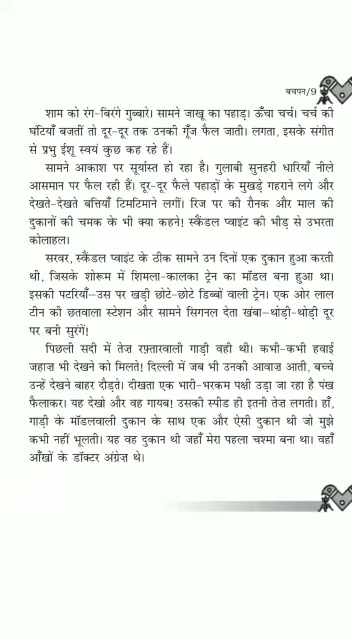 बचपन/9
शाम को रंग-बिरंगे गुब्बारे। सामने जाखू का पहाड़। ऊँचा चर्च। चर्च की
घंटियाँ बजतीं तो दूर-दूर तक उनकी गूँज फैल जाती। लगता, इसके संगीत
से प्रभु ईशू स्वयं कुछ कह रहे हैं।
सामने आकाश पर सूर्यास्त हो रहा है। गुलाबी सुनहरी धारियाँ नीले
आसमान पर फैल रही हैं। दूर-दूर फैले पहाड़ों के मुखड़े गहराने लगे और
देखते-देखते बत्तियाँ टिमटिमाने लगीं। रिज पर की रौनक और माल की
दुकानों की चमक के भी क्या कहने! स्कैंडल प्वाइंट की भीड़ से उभरता
कोलाहल।
सरवर, स्कैंडल प्वाइंट के ठीक सामने उन दिनों एक दुकान हुआ करती
थी, जिसके शोरूम में शिमला-कालका ट्रेन का मॉडल बना हुआ था।
इसकी पटरियाँ—उस पर खड़ी छोटे-छोटे डिब्बों वाली ट्रेन। एक ओर लाल
टीन की छतवाला स्टेशन और सामने सिगनल देता खंबा—थोड़ी-थोड़ी दूर
पर बनी सुरंगें!
पिछली सदी में तेज़ रफ़्तारवाली गाड़ी वही थी। कभी-कभी हवाई
जहाज़ भी देखने को मिलते! दिल्ली में जब भी उनकी आवाज़ आती, बच्चे
उन्हें देखने बाहर दौड़ते। दीखता एक भारी-भरकम पक्षी उड़ा जा रहा है पंख
फैलाकर। यह देखो और वह गायब! उसकी स्पीड ही इतनी तेज़ लगती। हाँ,
गाड़ी के मॉडलवाली दुकान के साथ एक और ऐसी दुकान थी जो मुझे
कभी नहीं भूलती। यह वह दुकान थी जहाँ मेरा पहला चश्मा बना था। वहाँ
आँखों के डॉक्टर अंग्रेज़ थे।